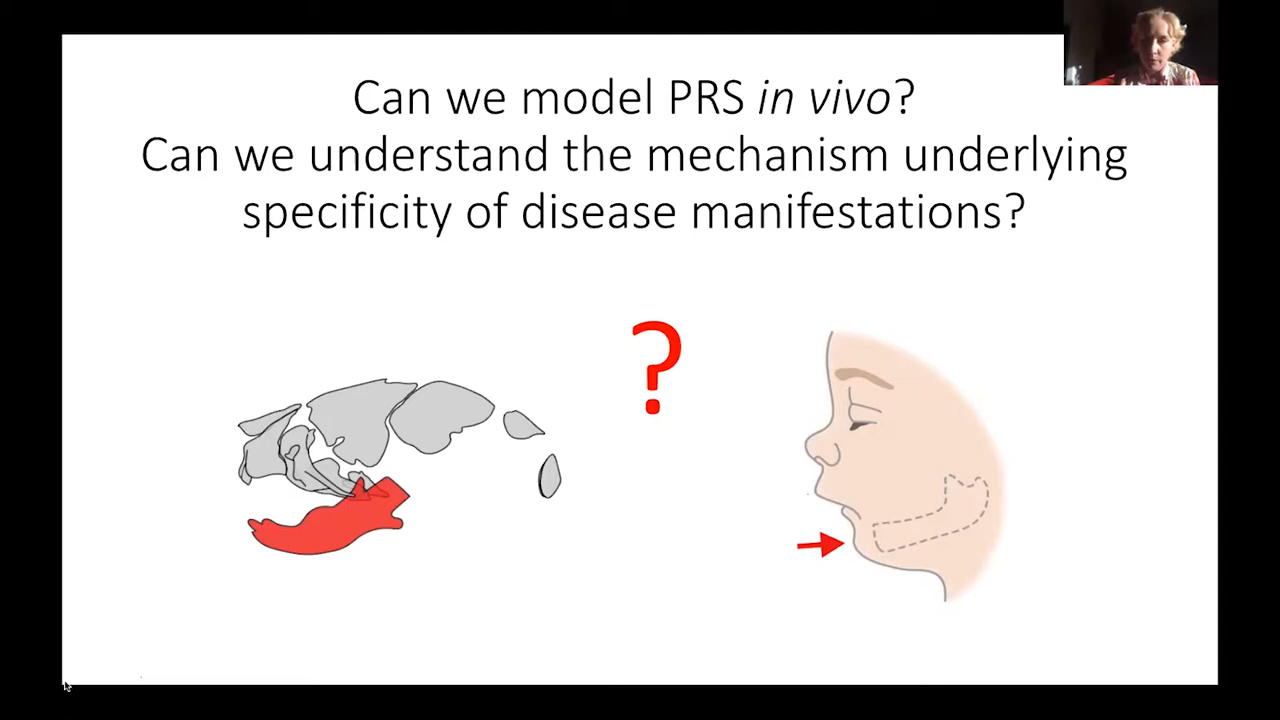 Can we model PRS in vivo?
Can we understand the mechanism underlying
specificity of disease manifestations?
?